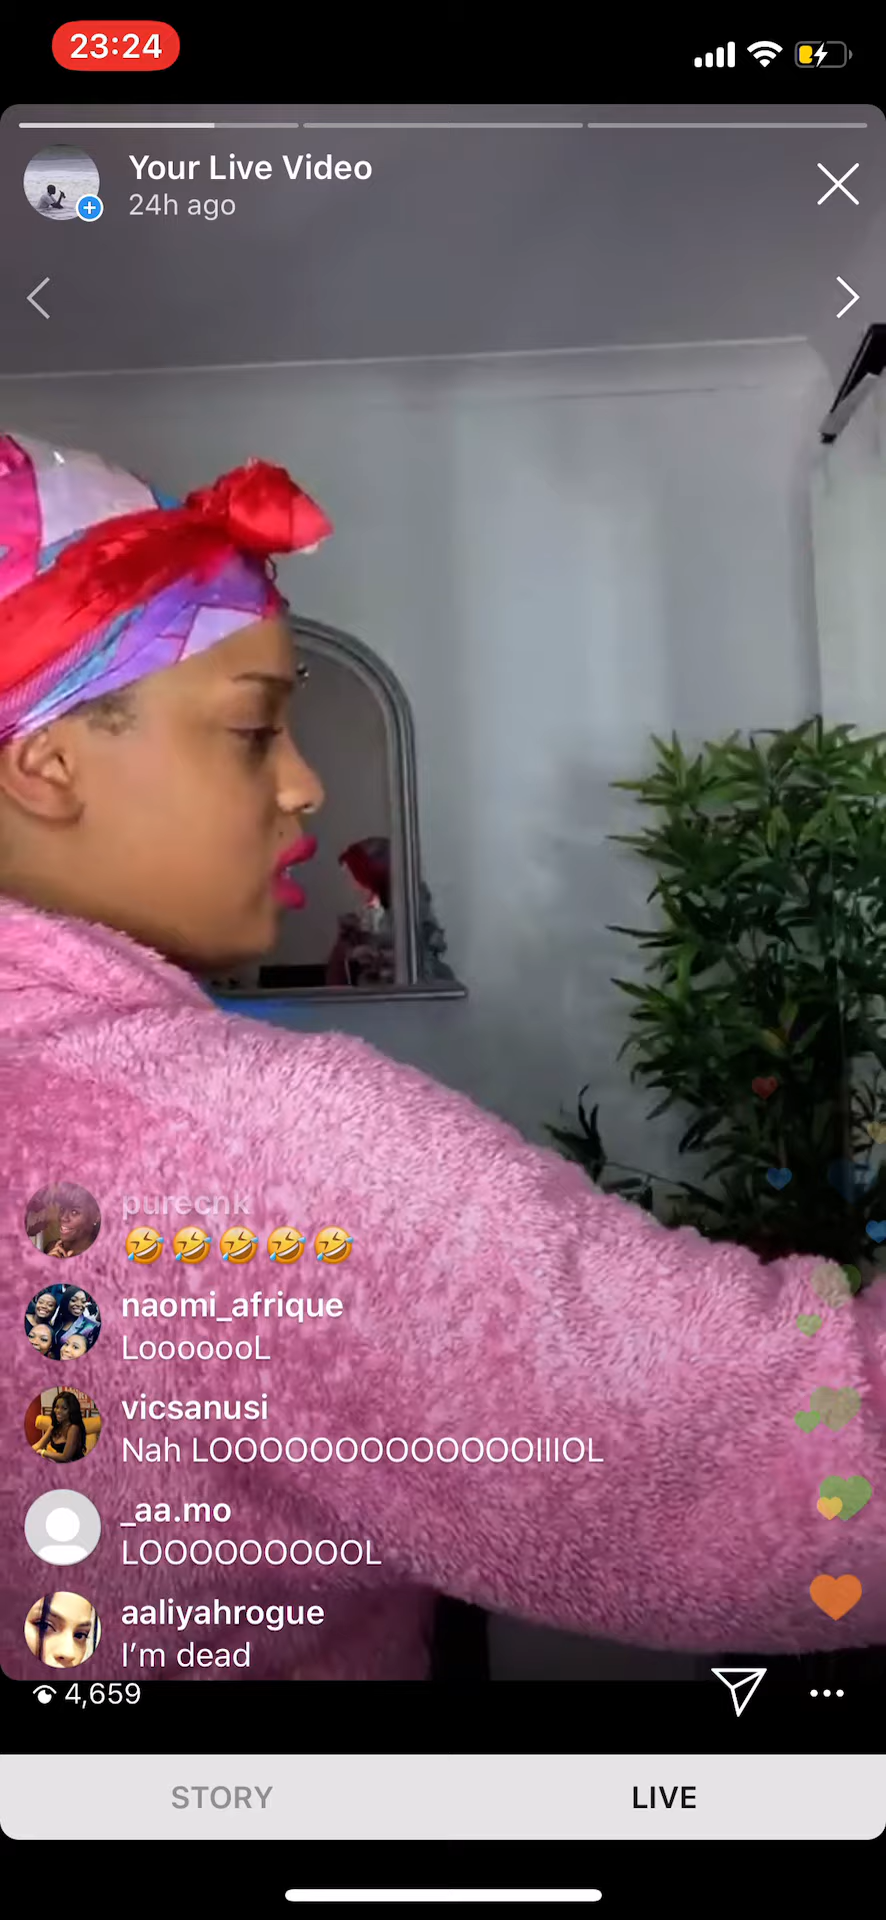 23:24
Your Live Video
24h ago
purecnk
🤣🤣🤣🤣🤣
naomi_afrique
LooooooL
vicsanusi
Nah LOOOOOOOOOOOOOOIIIOL
_aa.mo
LOOOOOOOOOL
aaliyahrogue
I’m dead
4,659
STORY
LIVE